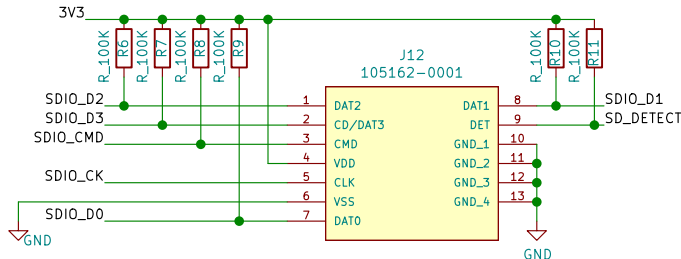 3V3
R_100K R6
R_100K R7
R_100K R8
R_100K R9
R_100K R10
R_100K R11
J12
105162-0001
SDIO_D2 1 DAT2 DAT1 8 SDIO_D1
SDIO_D3 2 CD/DAT3 DET 9 SD_DETECT
SDIO_CMD 3 CMD GND_1 10
4 VDD GND_2 11
SDIO_CK 5 CLK GND_3 12
6 VSS GND_4 13
SDIO_D0 7 DAT0
GND
GND